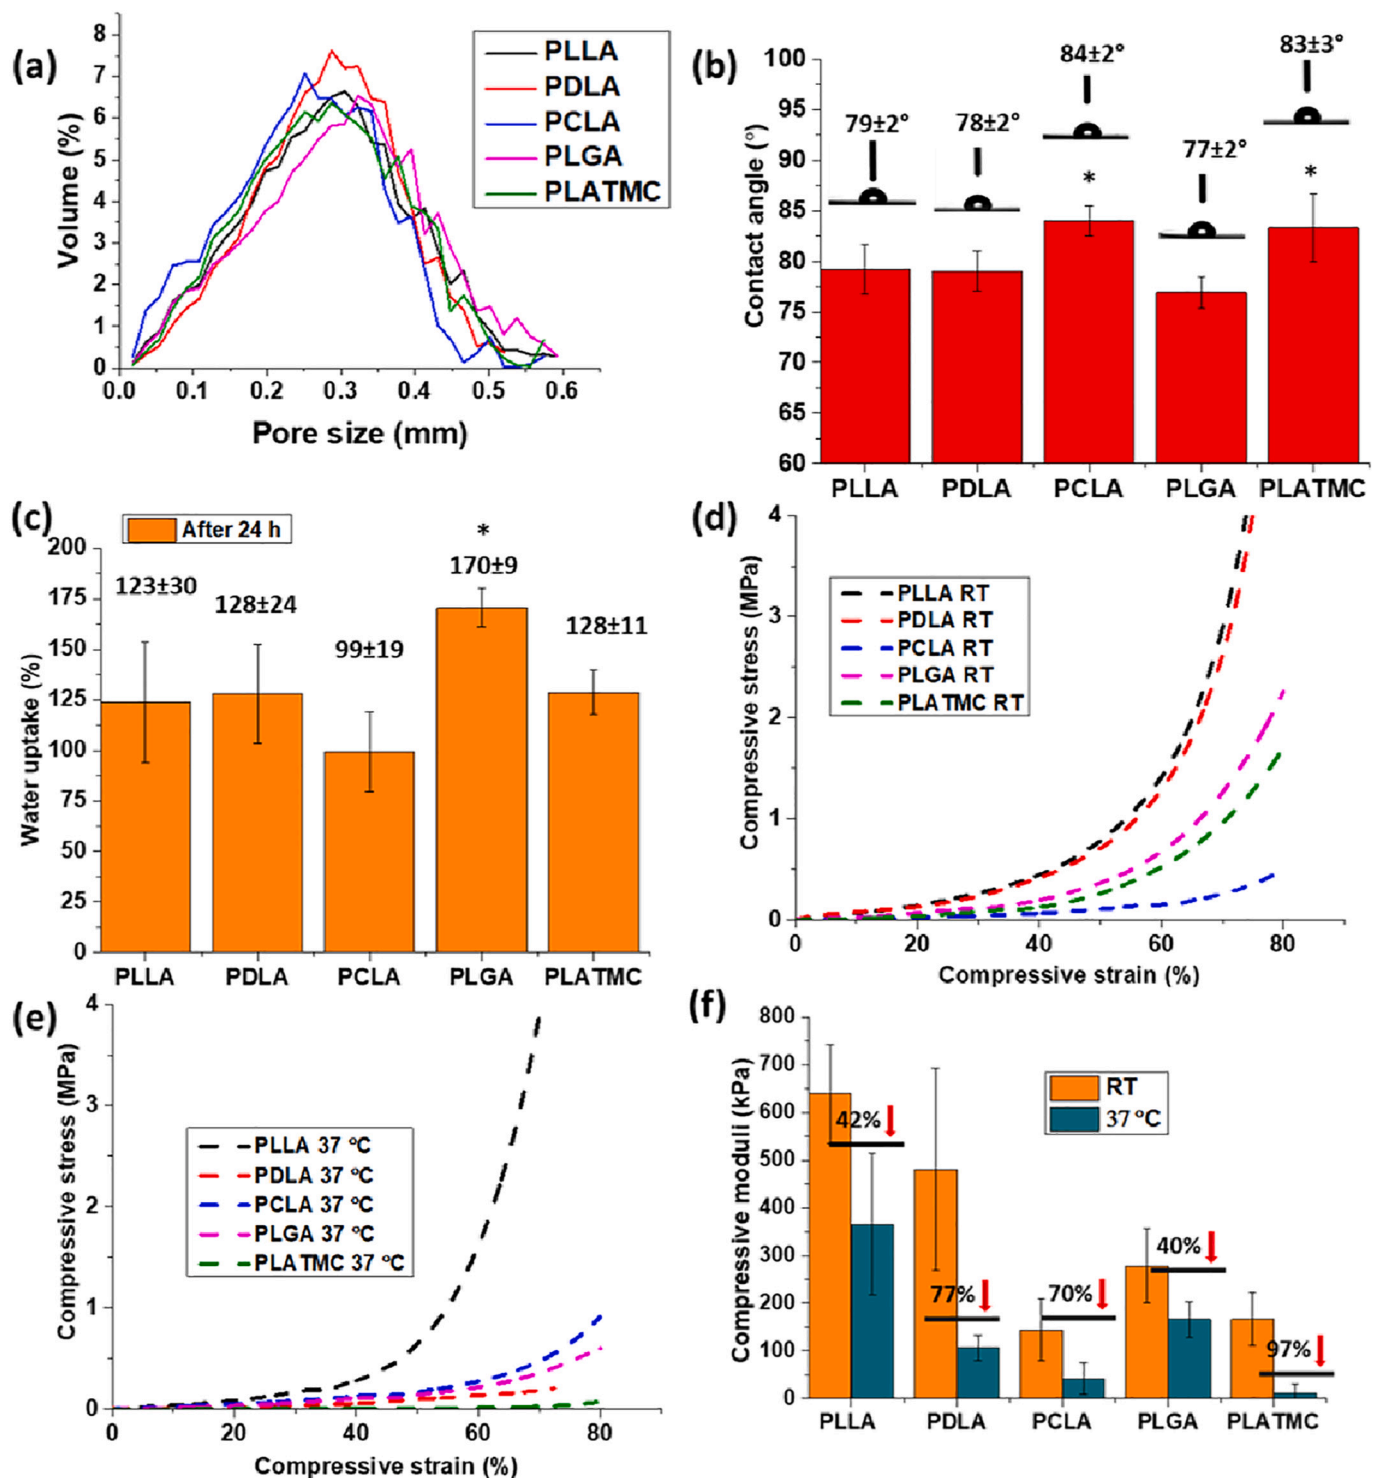 (a)
8
7
6
5
4
3
2
1
0
Volume (%)
0.0 0.1 0.2 0.3 0.4 0.5 0.6
Pore size (mm)
PLLA
PDLA
PCLA
PLGA
PLATMC
(b)
100
95
90
85
80
75
70
65
60
Contact angle (°)
79±2°
78±2°
84±2°
77±2°
83±3°
* *
PLLA PDLA PCLA PLGA PLATMC
(c)
After 24 h
200
175
150
125
100
75
50
25
0
Water uptake (%)
123±30
128±24
99±19
*
170±9
128±11
PLLA PDLA PCLA PLGA PLATMC
(d)
4
3
2
1
0
Compressive stress (MPa)
PLLA RT
PDLA RT
PCLA RT
PLGA RT
PLATMC RT
0 20 40 60 80
Compressive strain (%)
(e)
4
3
2
1
0
Compressive stress (MPa)
PLLA 37 °C
PDLA 37 °C
PCLA 37 °C
PLGA 37 °C
PLATMC 37 °C
0 20 40 60 80
Compressive strain (%)
(f)
800
700
600
500
400
300
200
100
0
Compressive moduli (kPa)
RT
37 °C
42%
77%
70%
40%
97%
PLLA PDLA PCLA PLGA PLATMC